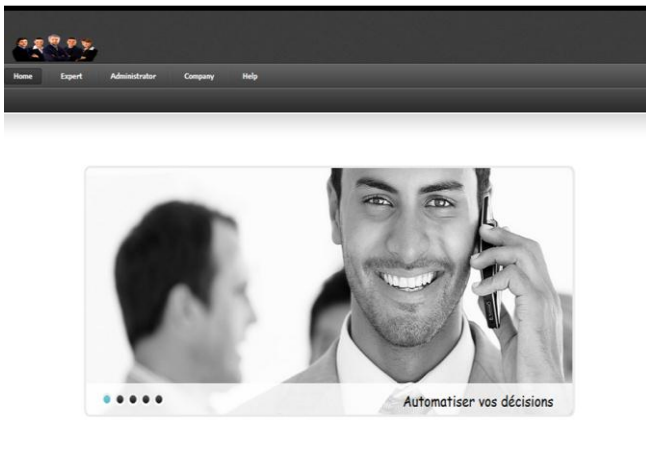 Home Expert Administrator Company Help
Automatiser vos décisions